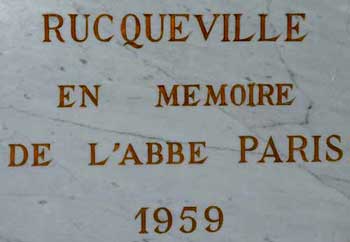 RUCQUEVILLE
EN MEMOIRE
DE L'ABBE PARIS
1959